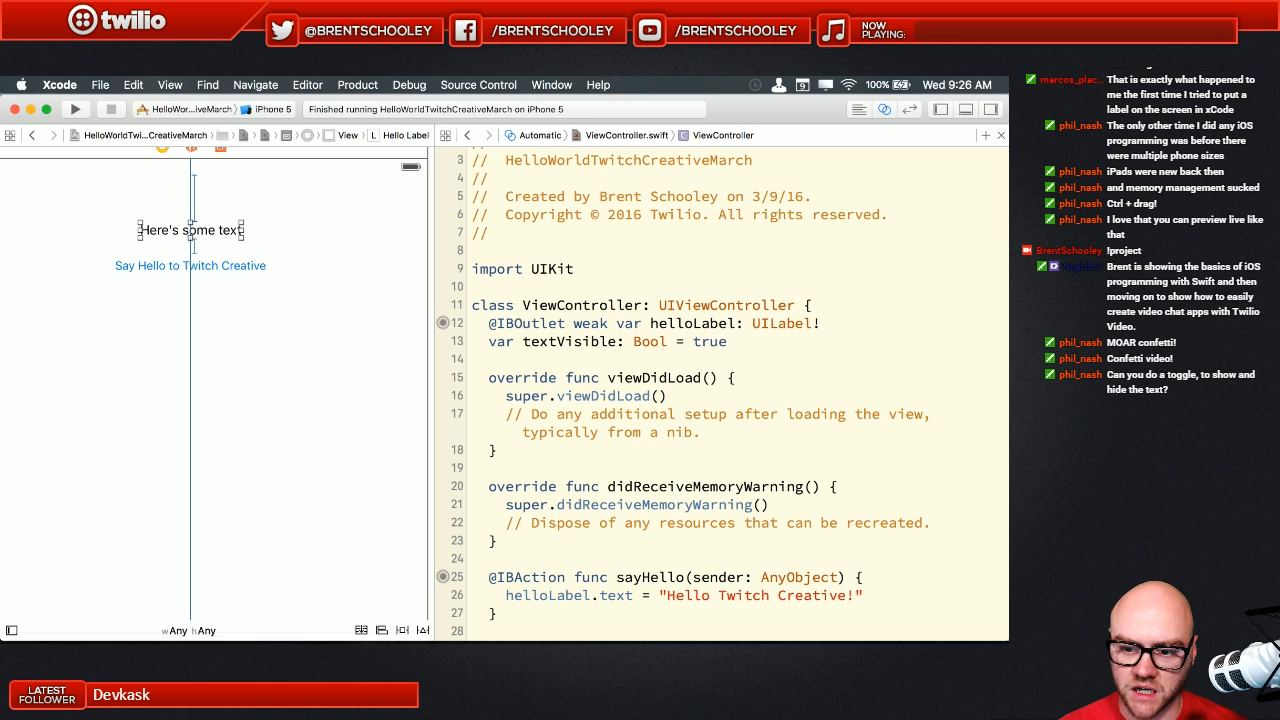 twilio
@BRENTSCHOOLEY
/BRENTSCHOOLEY
/BRENTSCHOOLEY
NOW
PLAYING:
Xcode File Edit View Find Navigate Editor Product Debug Source Control Window Help
9
100%
Wed 9:26 AM
HelloWor...iveMarch
iPhone 5
Finished running HelloWorldTwitchCreativeMarch on iPhone 5
HelloWorldTwi...CreativeMarch
View
L Hello Label
Automatic
ViewController.swift
ViewController
Here's some text
Say Hello to Twitch Creative
wAny hAny
3 // HelloWorldTwitchCreativeMarch
4 //
5 // Created by Brent Schooley on 3/9/16.
6 // Copyright © 2016 Twilio. All rights reserved.
7 //
8
9 import UIKit
10
11 class ViewController: UIViewController {
12 @IBOutlet weak var helloLabel: UILabel!
13 var textVisible: Bool = true
14
15 override func viewDidLoad() {
16 super.viewDidLoad()
17 // Do any additional setup after loading the view,
typically from a nib.
18 }
19
20 override func didReceiveMemoryWarning() {
21 super.didReceiveMemoryWarning()
22 // Dispose of any resources that can be recreated.
23 }
24
25 @IBAction func sayHello(sender: AnyObject) {
26 helloLabel.text = "Hello Twitch Creative!"
27 }
28
marcos_plac... That is exactly what happened to
me the first time I tried to put a
label on the screen in xCode
phil_nash The only other time I did any iOS
programming was before there
were multiple phone sizes
phil_nash iPads were new back then
phil_nash and memory management sucked
phil_nash Ctrl + drag!
phil_nash I love that you can preview live like
that
BrentSchooley !project
Brent is showing the basics of iOS
programming with Swift and then
moving on to show how to easily
create video chat apps with Twilio
Video.
phil_nash MOAR confetti!
phil_nash Confetti video!
phil_nash Can you do a toggle, to show and
hide the text?
LATEST
FOLLOWER
Devkask